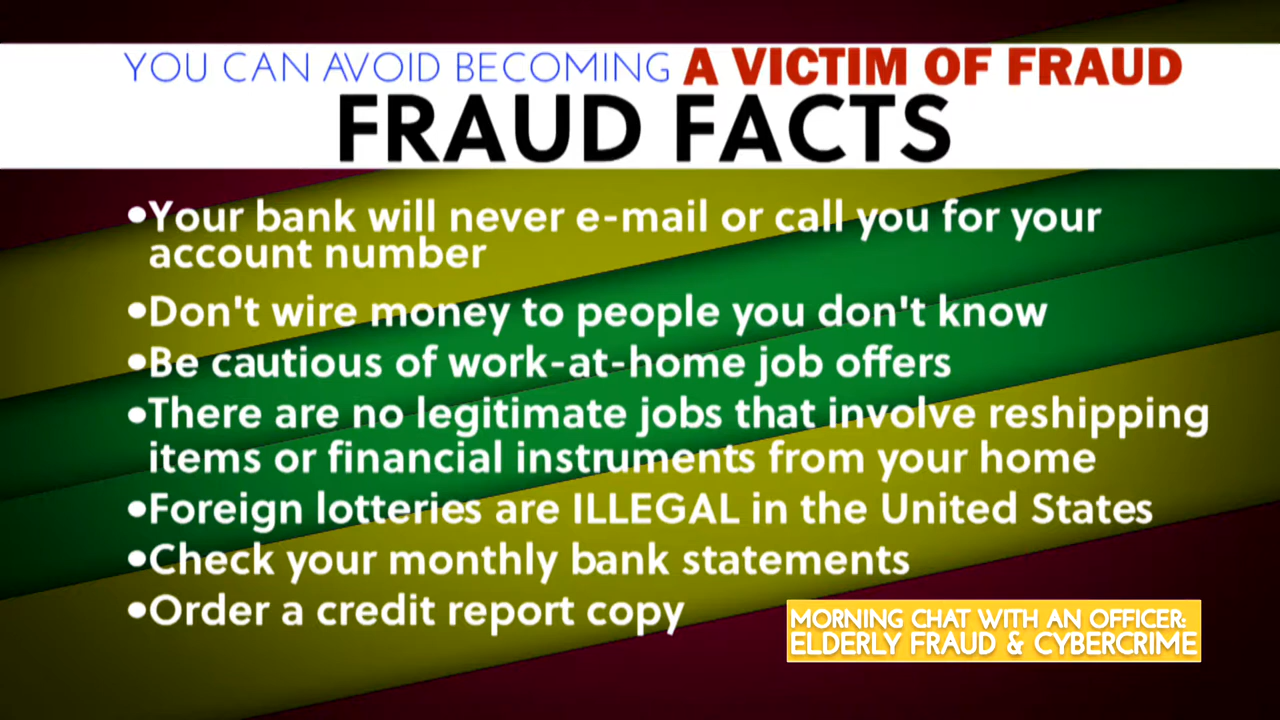 YOU CAN AVOID BECOMING A VICTIM OF FRAUD
FRAUD FACTS
•Your bank will never e-mail or call you for your
account number
•Don't wire money to people you don't know
•Be cautious of work-at-home job offers
•There are no legitimate jobs that involve reshipping
items or financial instruments from your home
•Foreign lotteries are ILLEGAL in the United States
•Check your monthly bank statements
•Order a credit report copy
MORNING CHAT WITH AN OFFICER:
ELDERLY FRAUD & CYBERCRIME